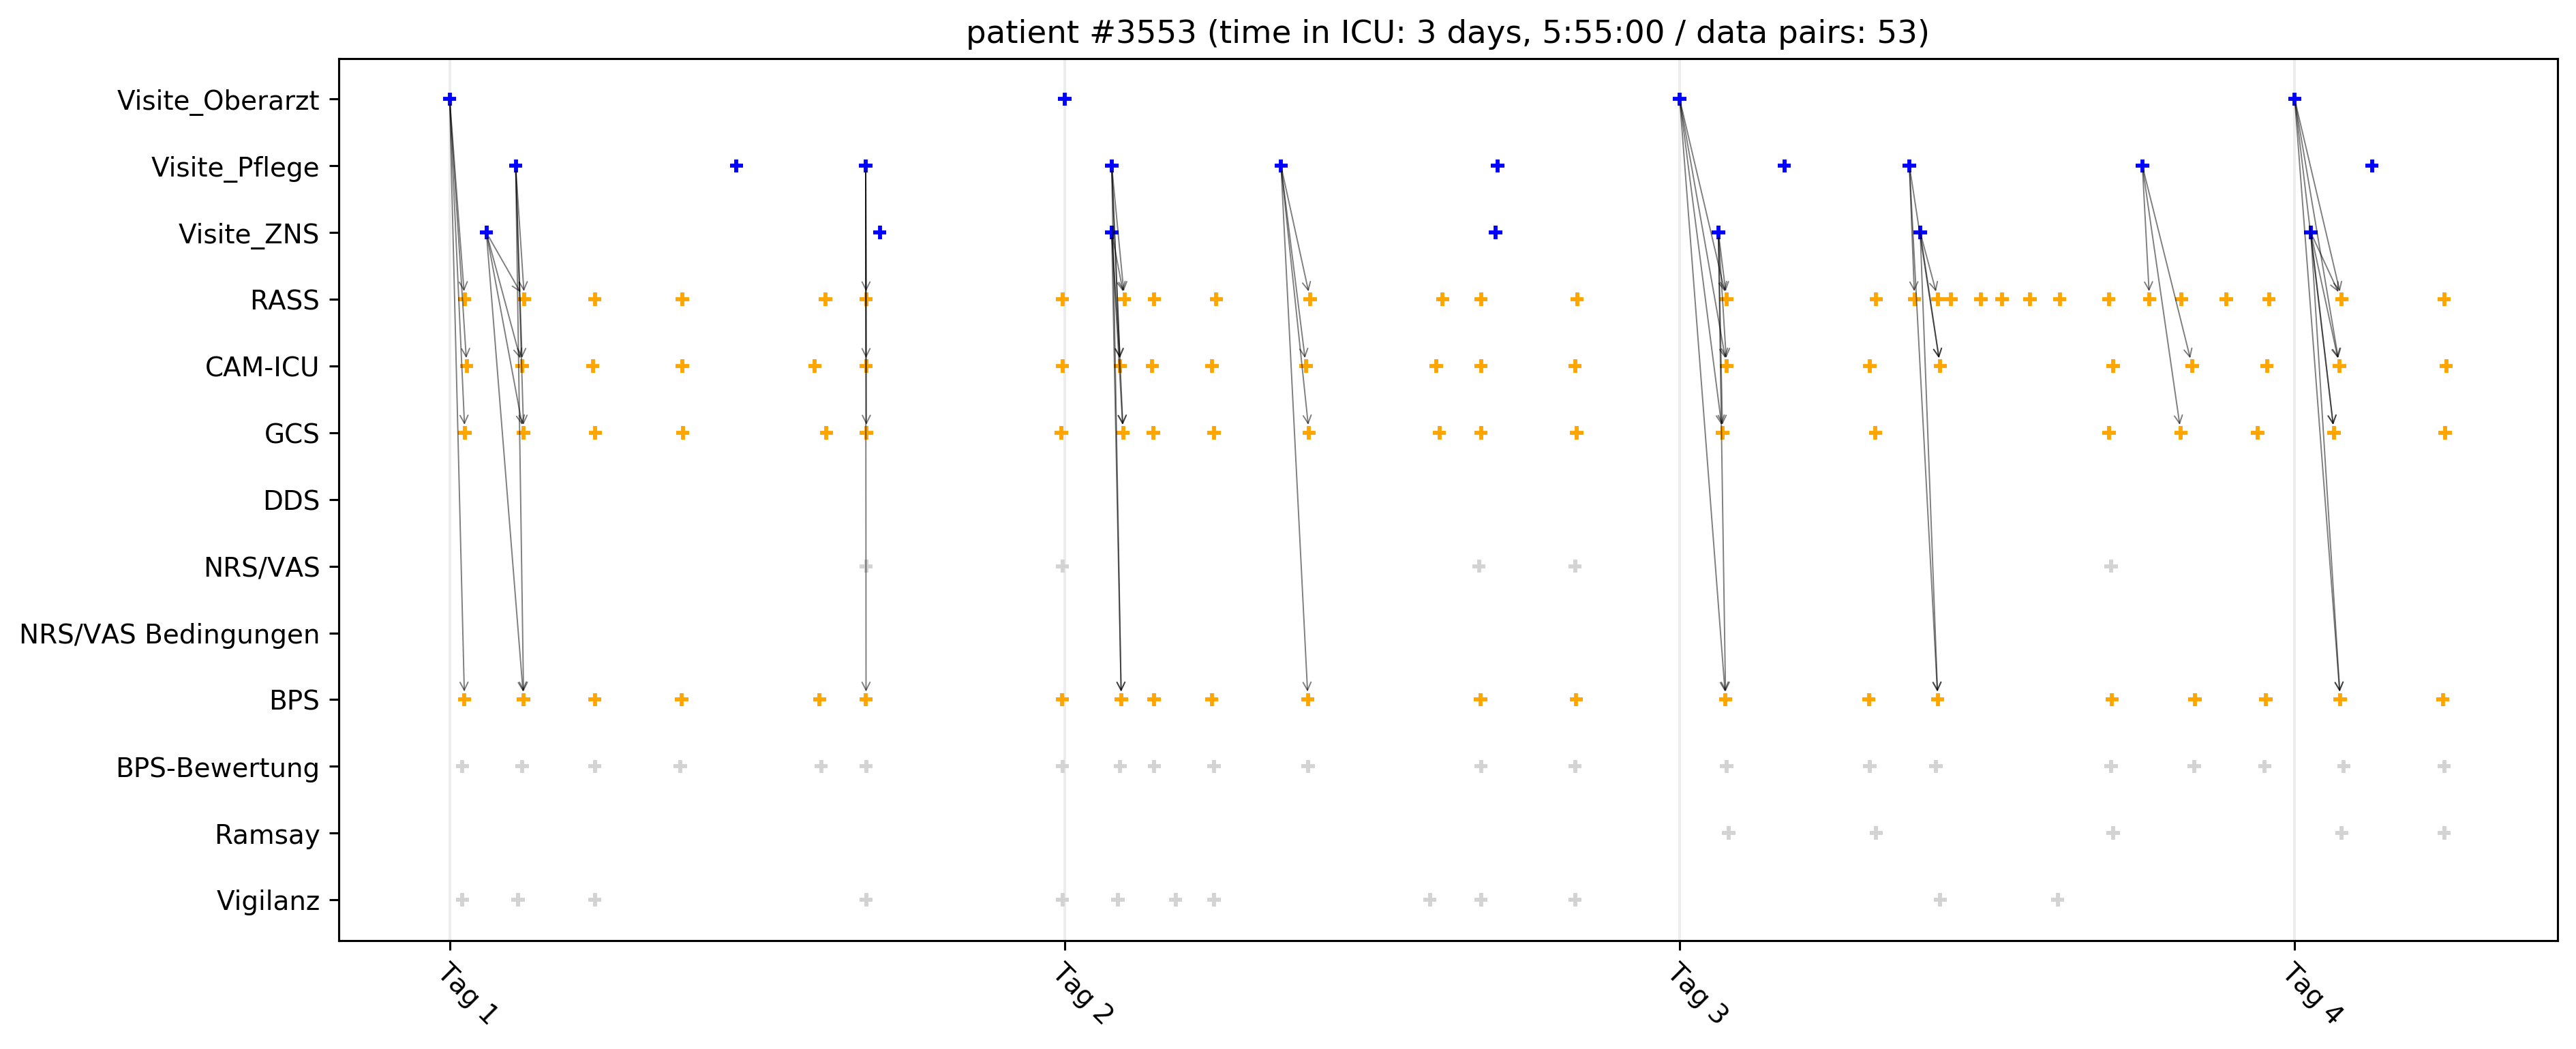 patient #3553 (time in ICU: 3 days, 5:55:00 / data pairs: 53)
Visite_Oberarzt
Visite_Pflege
Visite_ZNS
RASS
CAM-ICU
GCS
DDS
NRS/VAS
NRS/VAS Bedingungen
BPS
BPS-Bewertung
Ramsay
Vigilanz
Tag 1
Tag 2
Tag 3
Tag 4